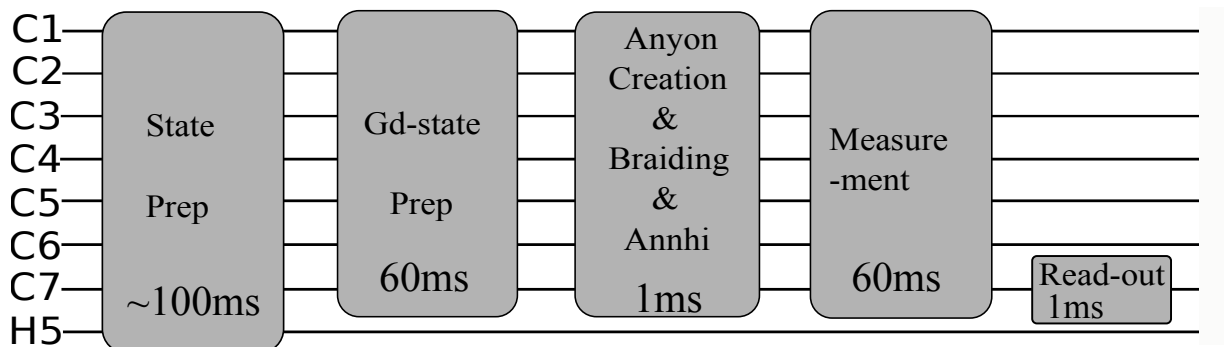 C1
C2
C3
C4
C5
C6
C7
H5
State
Prep
~100ms
Gd-state
Prep
60ms
Anyon
Creation
&
Braiding
&
Annhi
1ms
Measure
-ment
60ms
Read-out
1ms